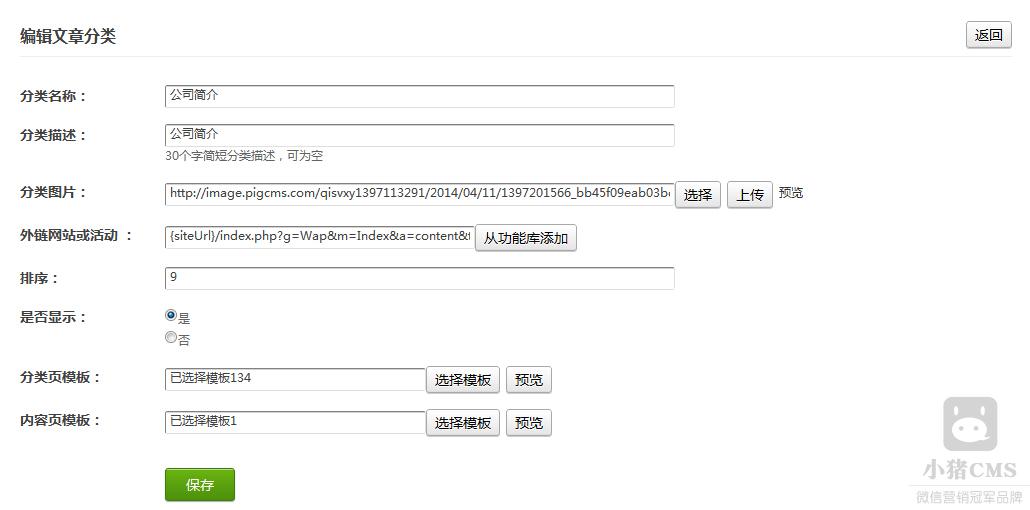 编辑文章分类 返回
分类名称： 公司简介
分类描述： 公司简介
30个字简短分类描述，可为空
分类图片： http://image.pigcms.com/qisvxy1397113291/2014/04/11/1397201566_bb45f09eab03b 选择 上传 预览
外链网站或活动 ： {siteUrl}/index.php?g=Wap&m=Index&a=content& 从功能库添加
排序： 9
是否显示： 是
否
分类页模板： 已选择模板134 选择模板 预览
内容页模板： 已选择模板1 选择模板 预览
保存
小猪CMS
微信营销冠军品牌